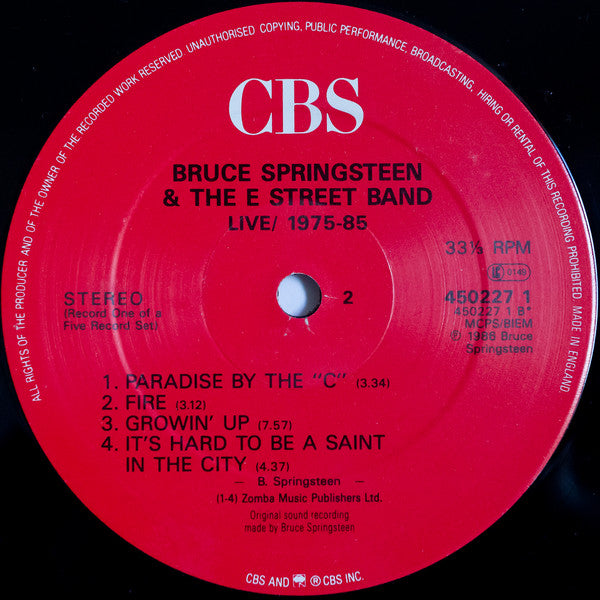 ALL RIGHTS OF THE PRODUCER AND OF THE OWNER OF THE RECORDED WORK RESERVED UNAUTHORISED COPYING, PUBLIC PERFORMANCE, BROADCASTING, HIRING OR RENTAL OF THIS RECORDING PROHIBITED. MADE IN ENGLAND
CBS
BRUCE SPRINGSTEEN
& THE E STREET BAND
LIVE/ 1975-85
33⅓ RPM
LC 0149
STEREO
(Record One of a
Five Record Set)
2
450227 1
450227 1 B*
MCPS/BIEM
℗ 1986 Bruce
Springsteen
1. PARADISE BY THE "C" (3.34)
2. FIRE (3.12)
3. GROWIN' UP (7.57)
4. IT'S HARD TO BE A SAINT
IN THE CITY (4.37)
— B. Springsteen —
(1-4) Zomba Music Publishers Ltd.
Original sound recording
made by Bruce Springsteen
CBS AND ® CBS INC.